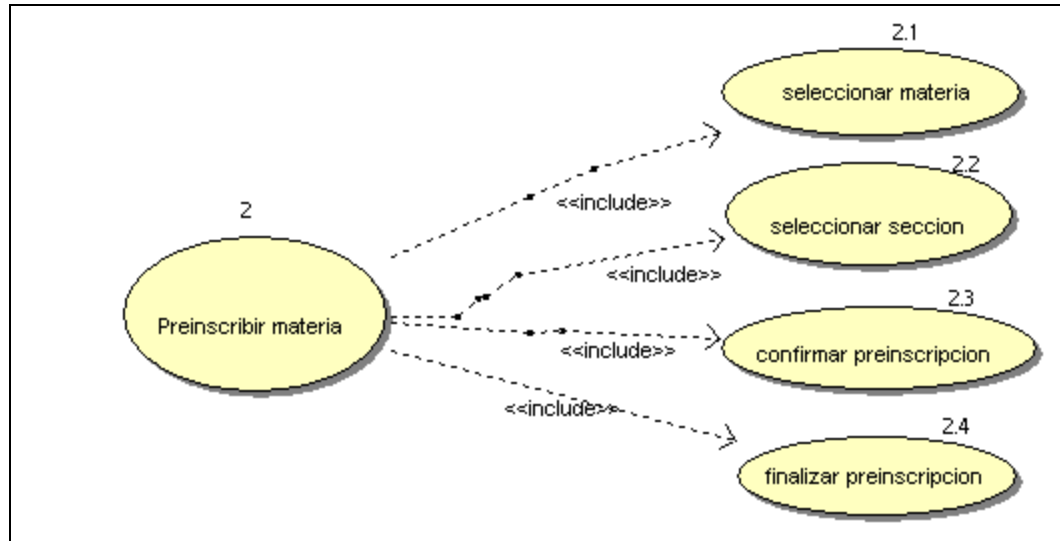 2.1
seleccionar materia
<<include>>
2.2
seleccionar seccion
<<include>>
2
Preinscribir materia
2.3
confirmar preinscripcion
<<include>>
<<include>>
2.4
finalizar preinscripcion